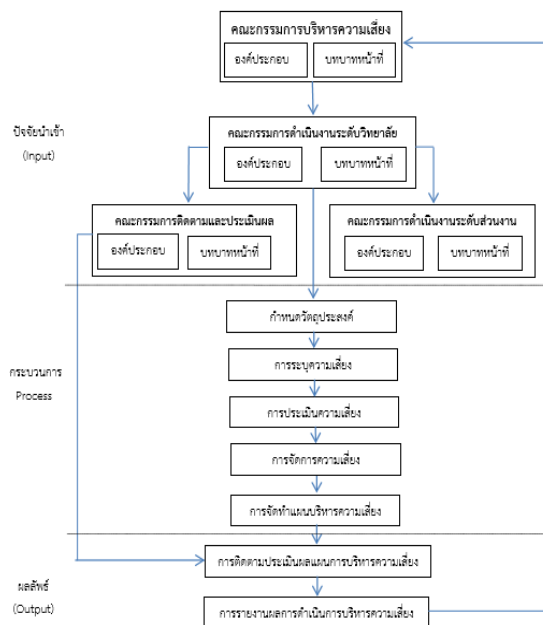 คณะกรรมการบริหารความเสี่ยง
องค์ประกอบ
บทบาทหน้าที่
ปัจจัยนำเข้า
(Input)
คณะกรรมการดำเนินงานระดับวิทยาลัย
องค์ประกอบ
บทบาทหน้าที่
คณะกรรมการติดตามและประเมินผล
องค์ประกอบ
บทบาทหน้าที่
คณะกรรมการดำเนินงานระดับส่วนงาน
องค์ประกอบ
บทบาทหน้าที่
กระบวนการ
Process
กำหนดวัตถุประสงค์
การระบุความเสี่ยง
การประเมินความเสี่ยง
การจัดการความเสี่ยง
การจัดทำแผนบริหารความเสี่ยง
ผลลัพธ์
(Output)
การติดตามประเมินผลแผนการบริหารความเสี่ยง
การรายงานผลการดำเนินการบริหารความเสี่ยง